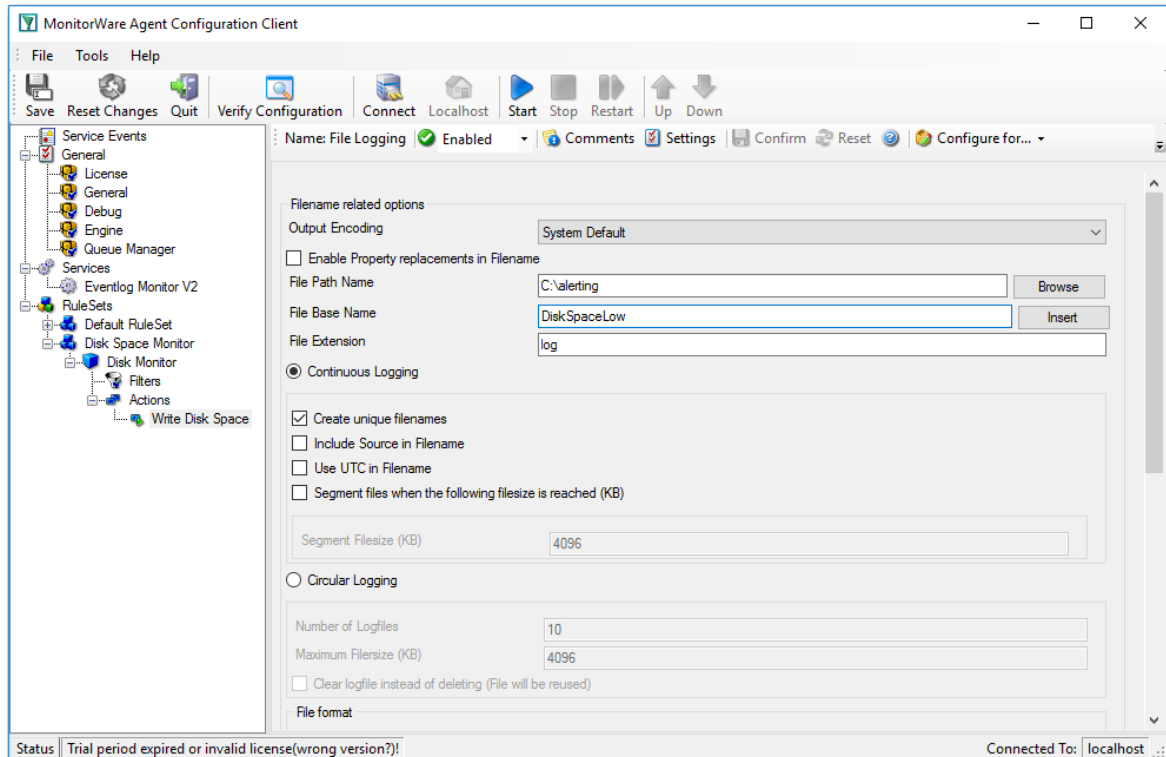 MonitorWare Agent Configuration Client
File Tools Help
Save Reset Changes Quit Verify Configuration Connect Localhost Start Stop Restart Up Down
Service Events
General
License
General
Debug
Engine
Queue Manager
Services
Eventlog Monitor V2
RuleSets
Default RuleSet
Disk Space Monitor
Disk Monitor
Filters
Actions
Write Disk Space
Name: File Logging Enabled Comments Settings Confirm Reset Configure for...
Filename related options
Output Encoding System Default
Enable Property replacements in Filename
File Path Name C:\alerting Browse
File Base Name DiskSpaceLow Insert
File Extension log
Continuous Logging
Create unique filenames
Include Source in Filename
Use UTC in Filename
Segment files when the following filesize is reached (KB)
Segment Filesize (KB) 4096
Circular Logging
Number of Logfiles 10
Maximum Filersize (KB) 4096
Clear logfile instead of deleting (File will be reused)
File format
Status Trial period expired or invalid license(wrong version?)! Connected To: localhost